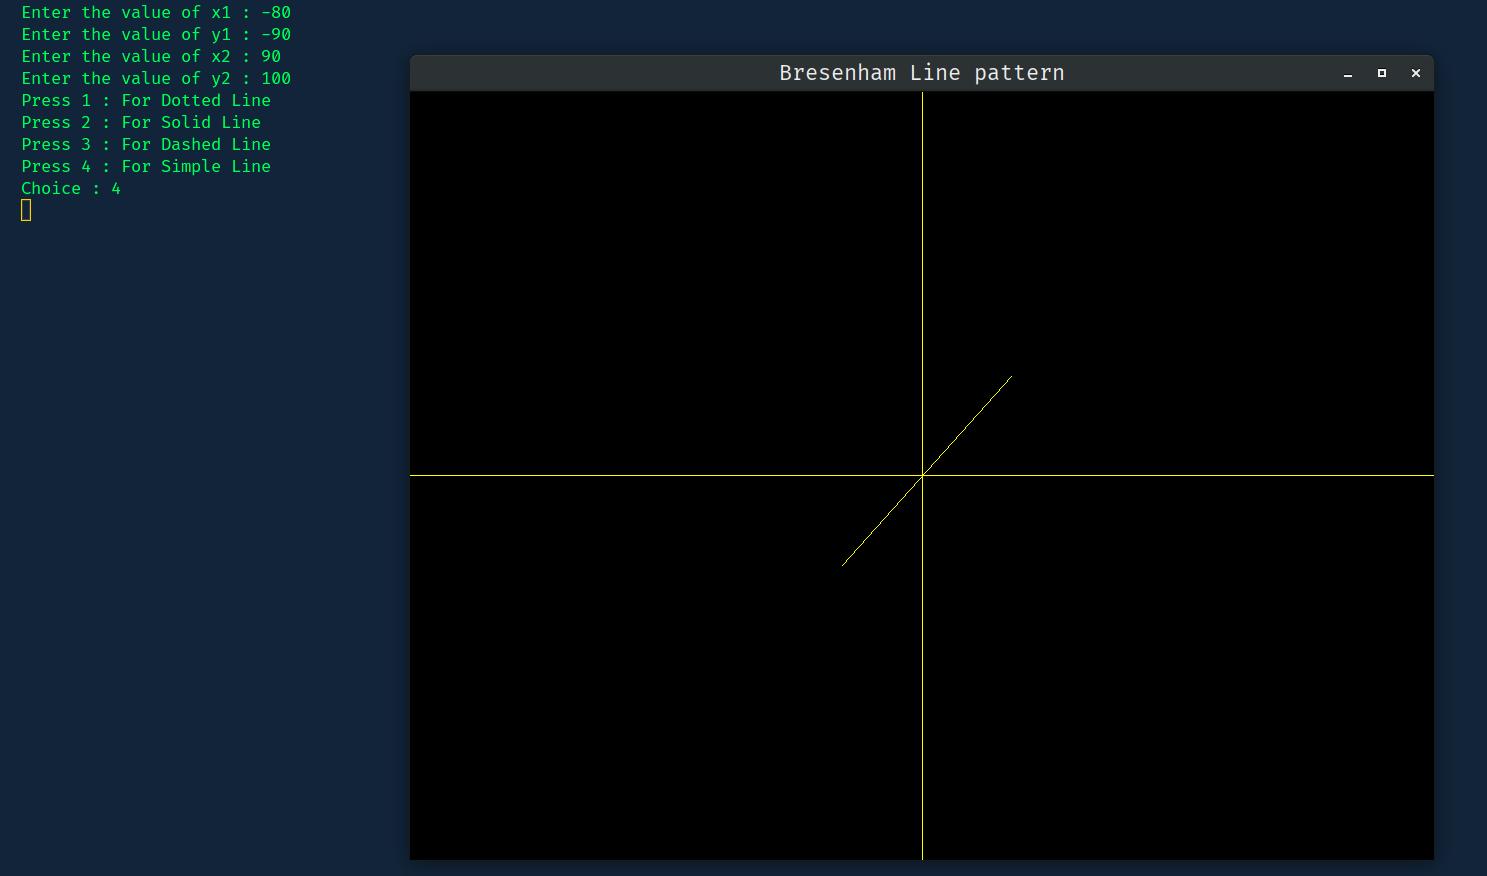 Enter the value of x1 : -80
Enter the value of y1 : -90
Enter the value of x2 : 90
Enter the value of y2 : 100
Press 1 : For Dotted Line
Press 2 : For Solid Line
Press 3 : For Dashed Line
Press 4 : For Simple Line
Choice : 4
Bresenham Line pattern